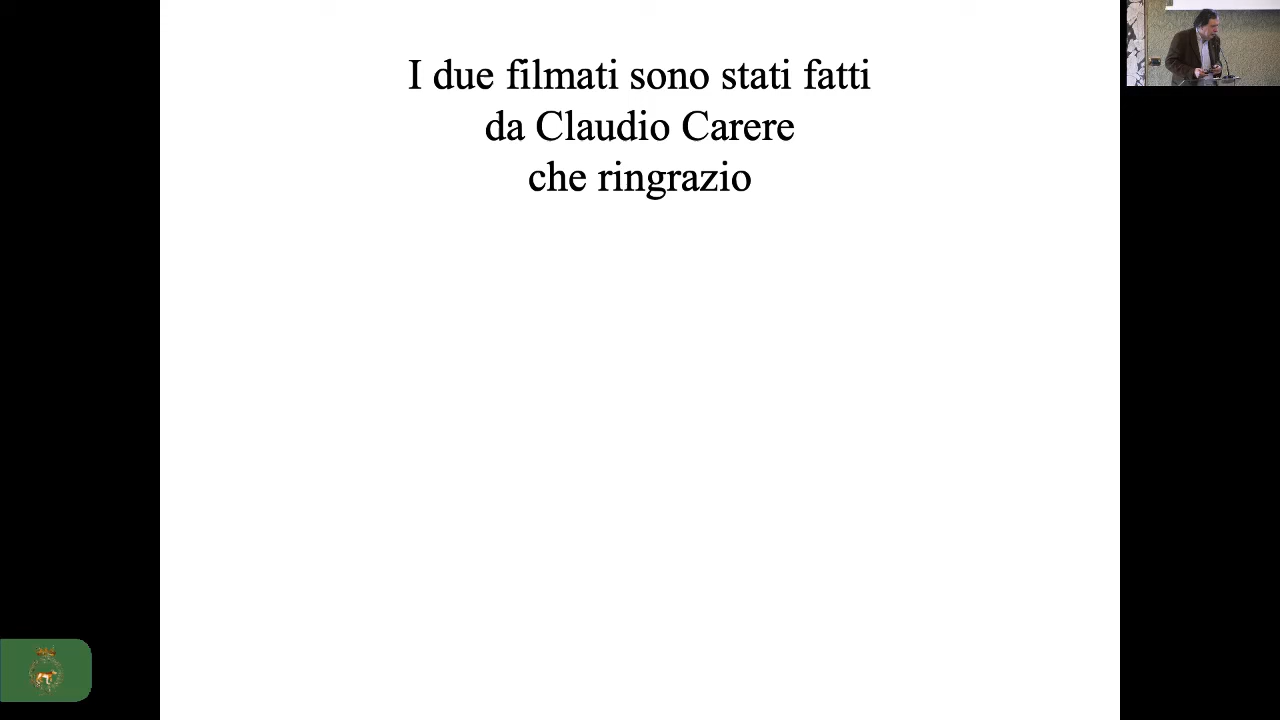 I due filmati sono stati fatti
da Claudio Carere
che ringrazio